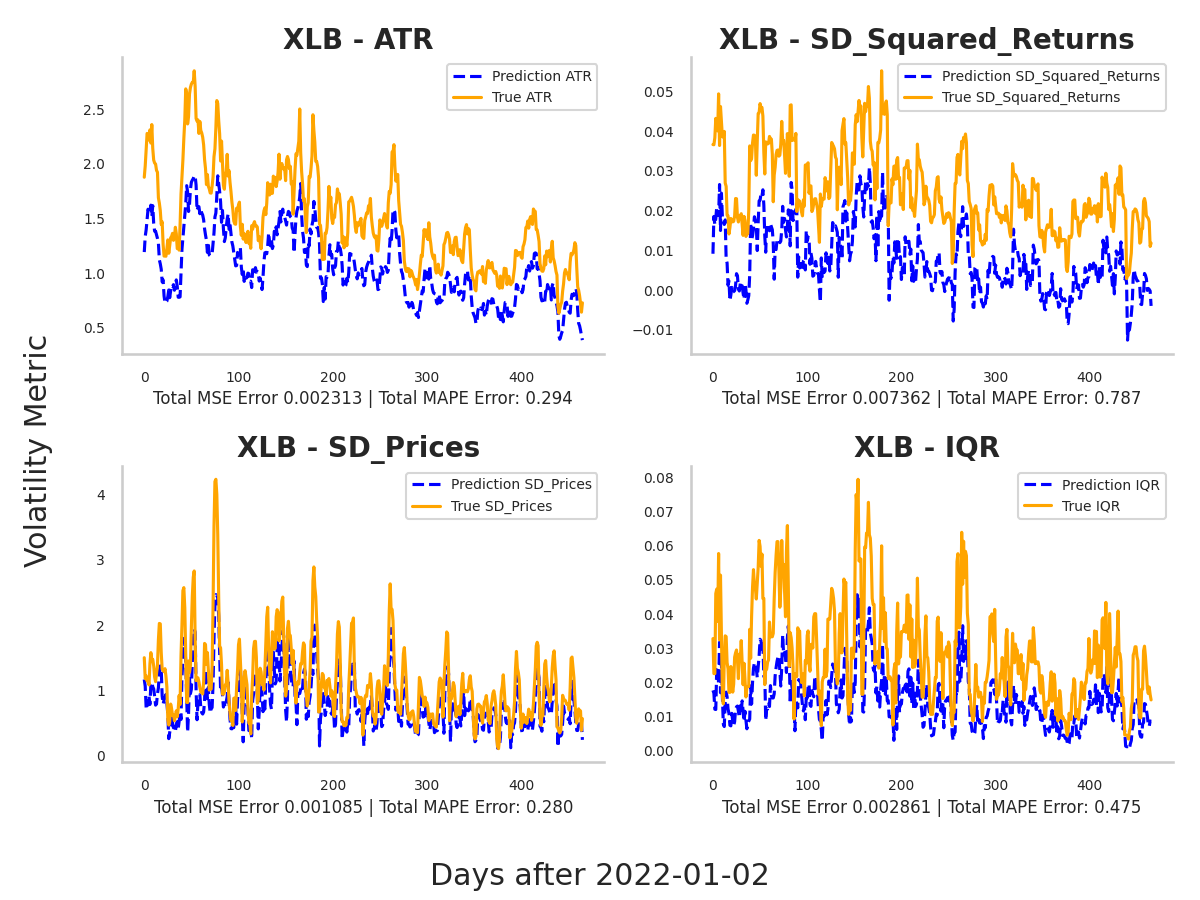 XLB - ATR
Prediction ATR
True ATR
2.5
2.0
1.5
1.0
0.5
0 100 200 300 400
Total MSE Error 0.002313 | Total MAPE Error: 0.294
XLB - SD_Squared_Returns
Prediction SD_Squared_Returns
True SD_Squared_Returns
0.05
0.04
0.03
0.02
0.01
0.00
−0.01
0 100 200 300 400
Total MSE Error 0.007362 | Total MAPE Error: 0.787
Volatility Metric
XLB - SD_Prices
Prediction SD_Prices
True SD_Prices
4
3
2
1
0
0 100 200 300 400
Total MSE Error 0.001085 | Total MAPE Error: 0.280
XLB - IQR
Prediction IQR
True IQR
0.08
0.07
0.06
0.05
0.04
0.03
0.02
0.01
0.00
0 100 200 300 400
Total MSE Error 0.002861 | Total MAPE Error: 0.475
Days after 2022-01-02